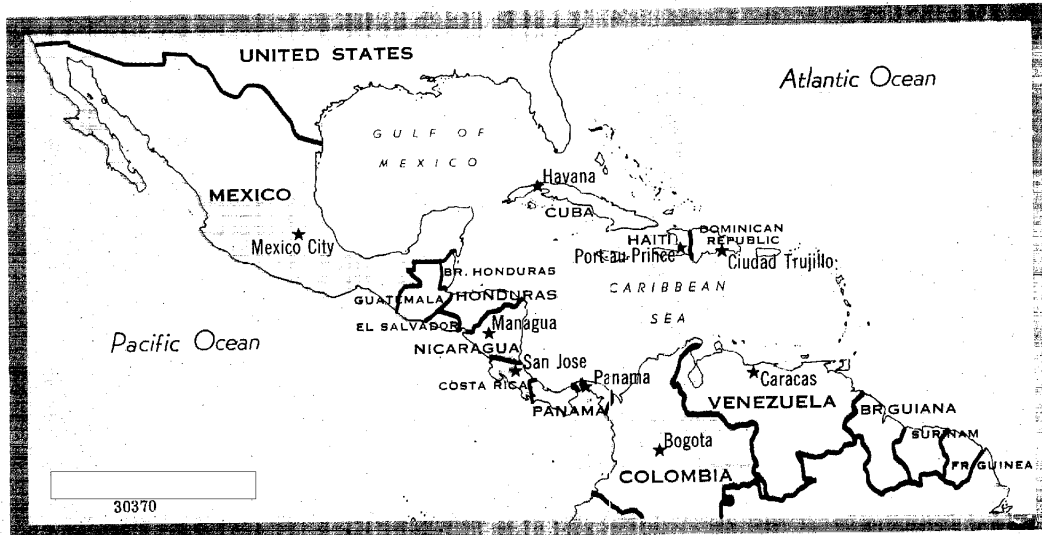 UNITED STATES
Atlantic Ocean
GULF OF
MEXICO
Havana
MEXICO
CUBA
Mexico City
HAITI
DOMINICAN
REPUBLIC
Port au Prince
Ciudad Trujillo
BR. HONDURAS
CARIBBEAN
SEA
GUATEMALA
HONDURAS
EL SALVADOR
Managua
Pacific Ocean
NICARAGUA
San Jose
COSTA RICA
Panama
PANAMA
Caracas
VENEZUELA
BR. GUIANA
SURINAM
FR. GUINEA
Bogota
COLOMBIA
30370